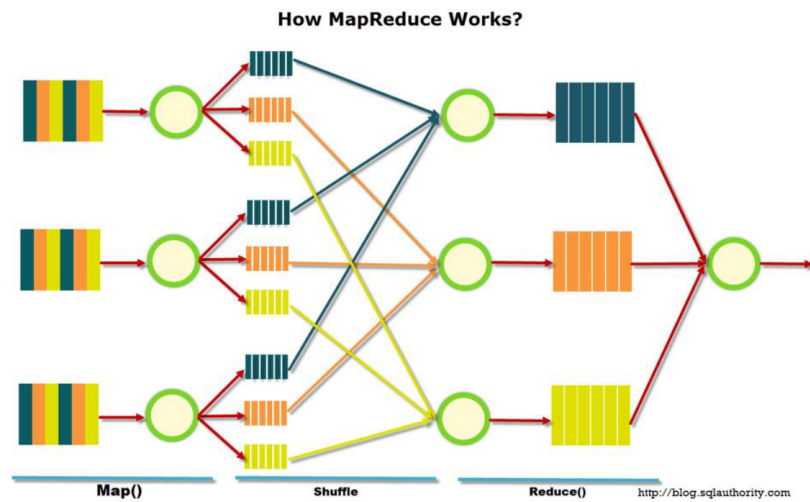 How MapReduce Works?
Map()
Shuffle
Reduce()
http://blog.sqlauthority.com